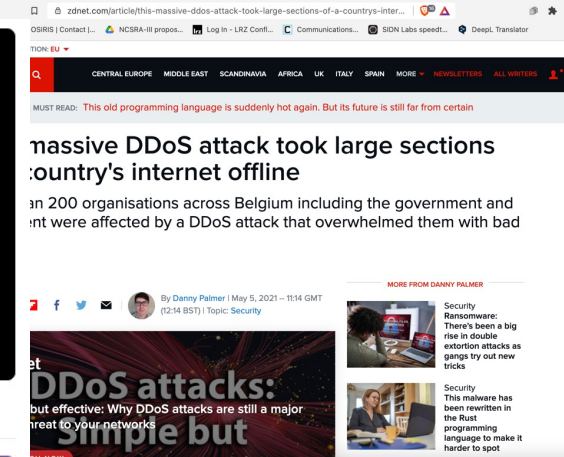 zdnet.com/article/this-massive-ddos-attack-took-large-sections-of-a-countrys-inter...
OSIRIS | Contact |... NCSRA-III propos... Log In - LRZ Confi... Communications... SION Labs speedt... DeepL Translator
TION: EU
CENTRAL EUROPE MIDDLE EAST SCANDINAVIA AFRICA UK ITALY SPAIN MORE NEWSLETTERS ALL WRITERS
MUST READ: This old programming language is suddenly hot again. But its future is still far from certain
massive DDoS attack took large sections
country's internet offline
an 200 organisations across Belgium including the government and
ent were affected by a DDoS attack that overwhelmed them with bad
By Danny Palmer | May 5, 2021 -- 11:14 GMT
(12:14 BST) | Topic: Security
et
DDoS attacks:
but effective: Why DDoS attacks are still a major
hreat to your networks
Simple but
MORE FROM DANNY PALMER
Security
Ransomware:
There's been a big
rise in double
extortion attacks as
gangs try out new
tricks
Security
This malware has
been rewritten in
the Rust
programming
language to make it
harder to spot